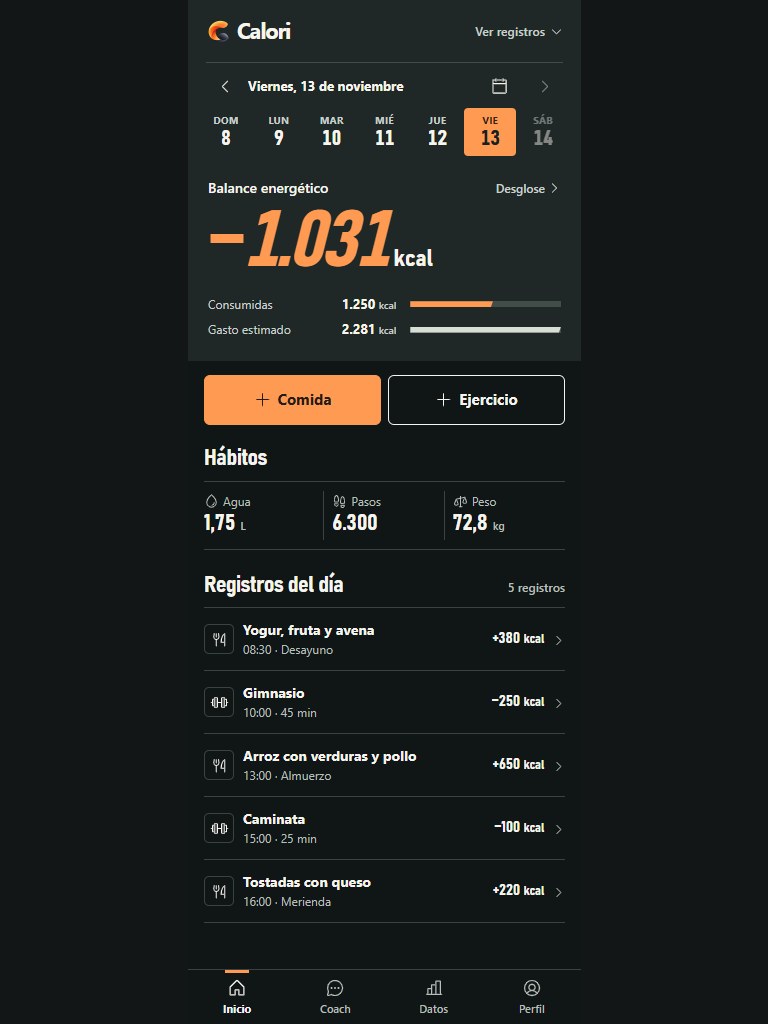 Calori
Ver registros
Viernes, 13 de noviembre
DOM LUN MAR MIÉ JUE VIE SÁB
8 9 10 11 12 13 14
Balance energético Desglose
−1.031 kcal
Consumidas 1.250 kcal
Gasto estimado 2.281 kcal
Comida Ejercicio
Hábitos
Agua Pasos Peso
1,75 L 6.300 72,8 kg
Registros del día 5 registros
Yogur, fruta y avena +380 kcal
08:30 · Desayuno
Gimnasio −250 kcal
10:00 · 45 min
Arroz con verduras y pollo +650 kcal
13:00 · Almuerzo
Caminata −100 kcal
15:00 · 25 min
Tostadas con queso +220 kcal
16:00 · Merienda
Inicio Coach Datos Perfil